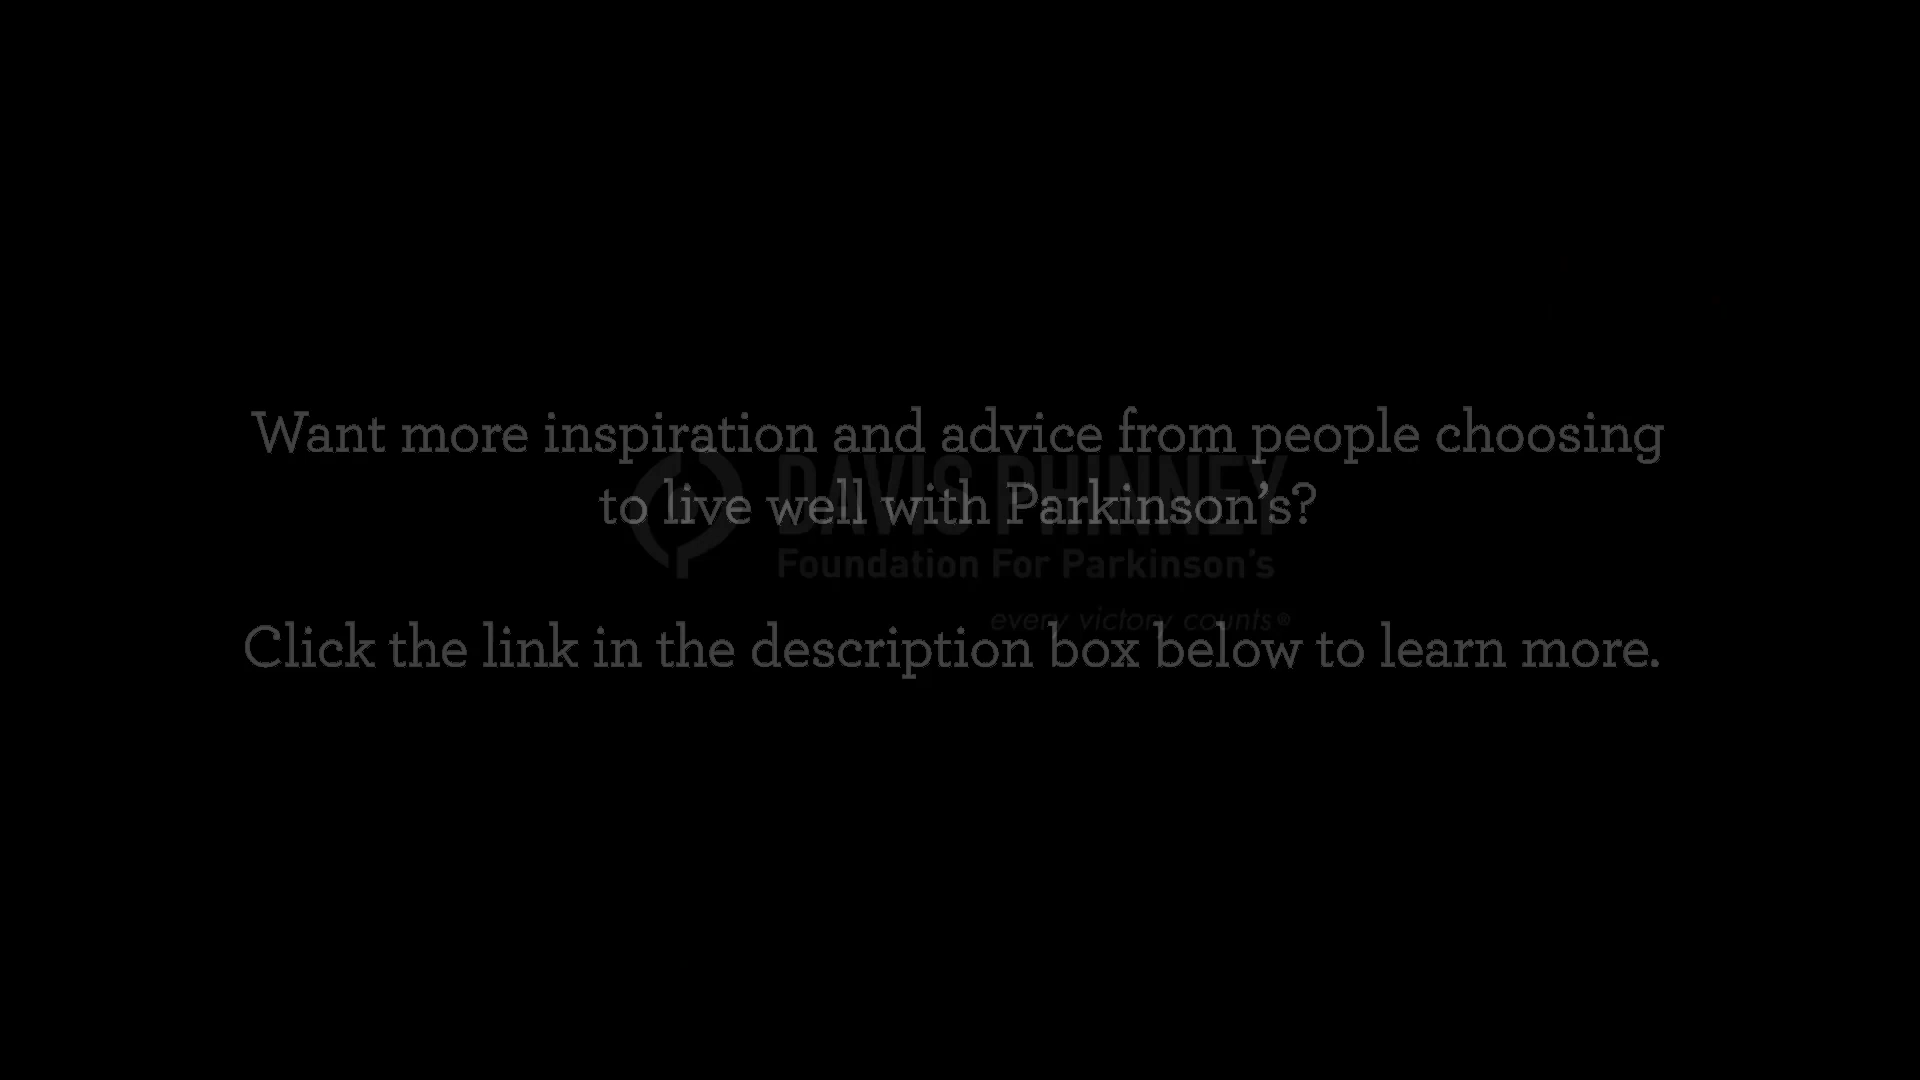 Want more inspiration and advice from people choosing
to live well with Parkinson’s?
DAVIS PHINNEY
Foundation For Parkinson's
every victory counts®
Click the link in the description box below to learn more.